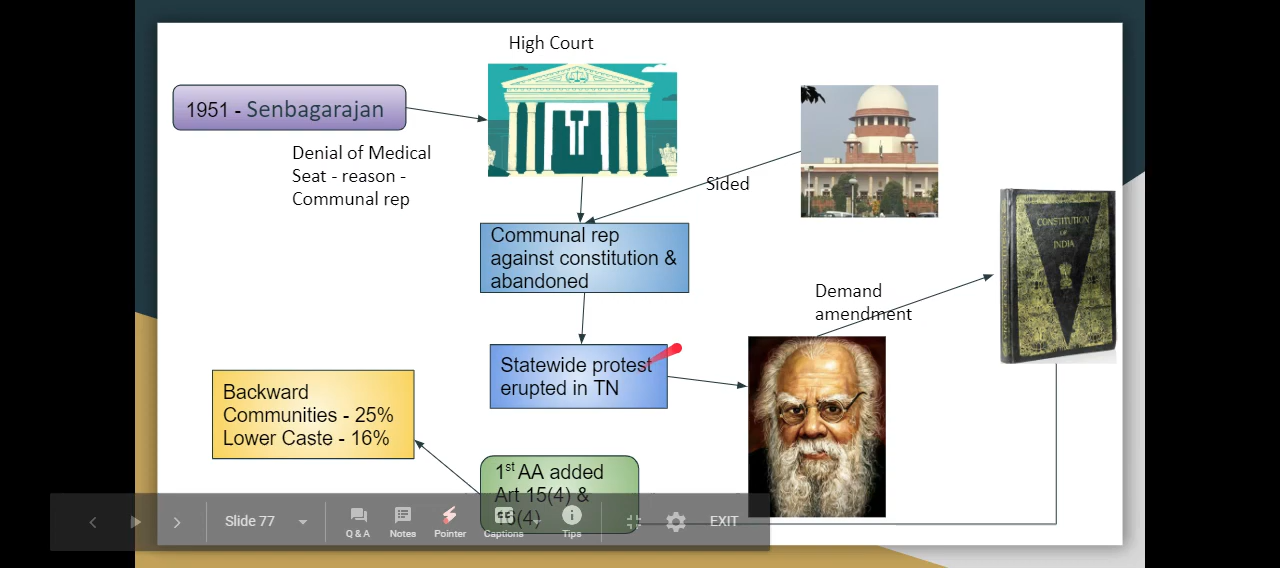 High Court
1951 - Senbagarajan
Denial of Medical
Seat - reason -
Communal rep
Sided
Communal rep
against constitution &
abandoned
CONSTITUTION
OF
INDIA
Demand
amendment
Statewide protest
erupted in TN
Backward
Communities - 25%
Lower Caste - 16%
1st AA added
Art 15(4) &
16(4)
Slide 77
Q & A
Notes
Pointer
Captions
Tips
EXIT